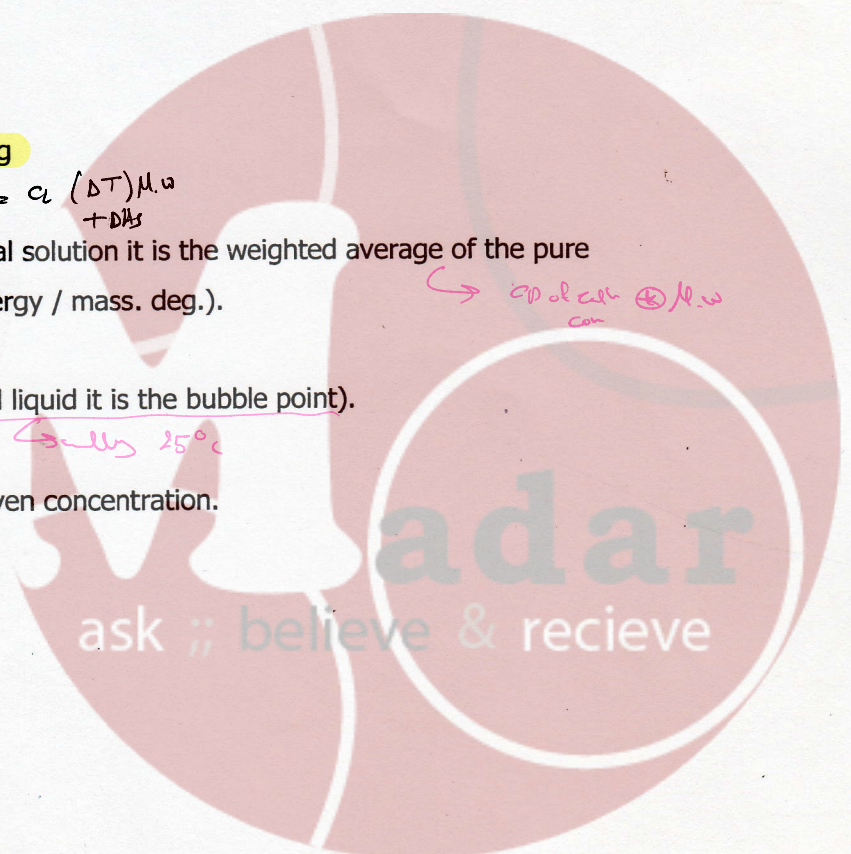 g
= CL (ΔT) M.w
+ΔHs
al solution it is the weighted average of the pure
ergy / mass. deg.).
cp of each * M.w
com
l liquid it is the bubble point).
25°C
ven concentration.
adar
ask ;; believe & recieve